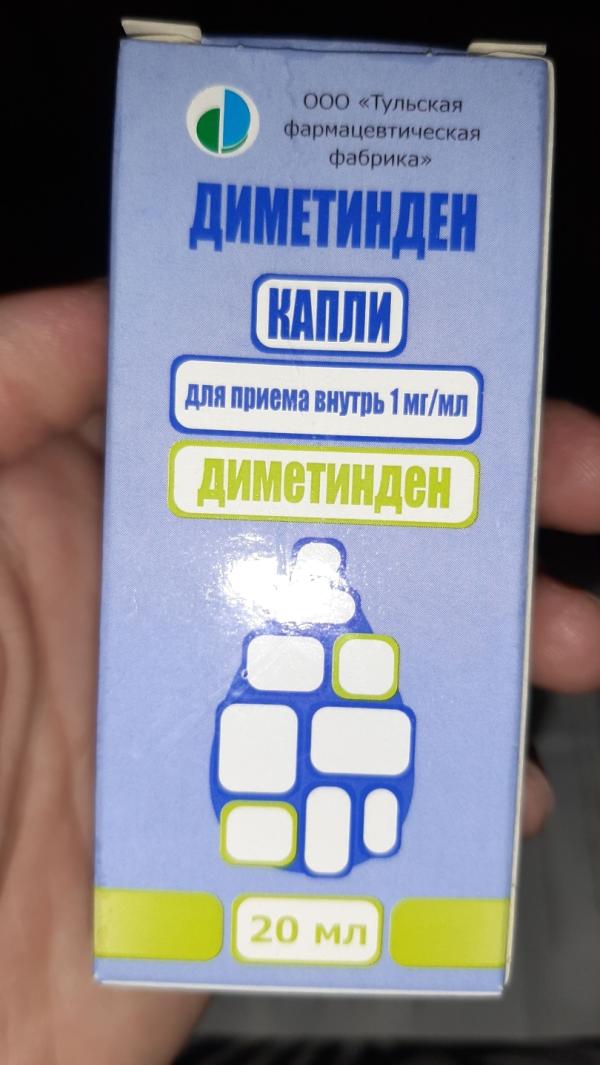 ООО «Тульская
фармацевтическая
фабрика»
ДИМЕТИНДЕН
КАПЛИ
для приема внутрь 1 мг/мл
диметинден
20 мл